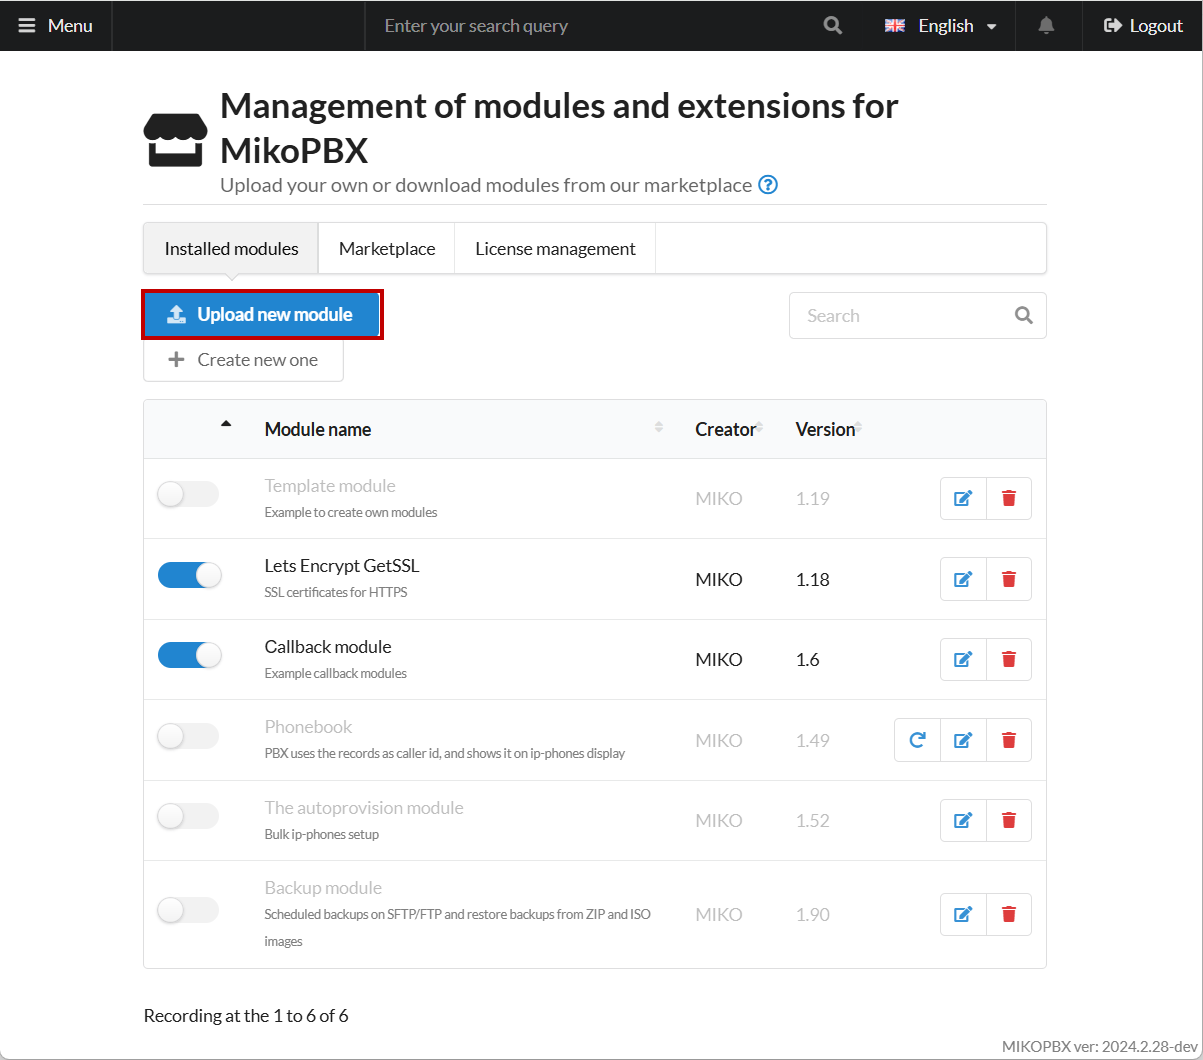 Menu
Enter your search query
English
Logout
Management of modules and extensions for
MikoPBX
Upload your own or download modules from our marketplace ?
Installed modules
Marketplace
License management
Upload new module
Search
Create new one
Module name
Creator
Version
Template module
Example to create own modules
MIKO
1.19
Lets Encrypt GetSSL
SSL certificates for HTTPS
MIKO
1.18
Callback module
Example callback modules
MIKO
1.6
Phonebook
PBX uses the records as caller id, and shows it on ip-phones display
MIKO
1.49
The autoprovision module
Bulk ip-phones setup
MIKO
1.52
Backup module
Scheduled backups on SFTP/FTP and restore backups from ZIP and ISO
images
MIKO
1.90
Recording at the 1 to 6 of 6
MIKOPBX ver: 2024.2.28-dev